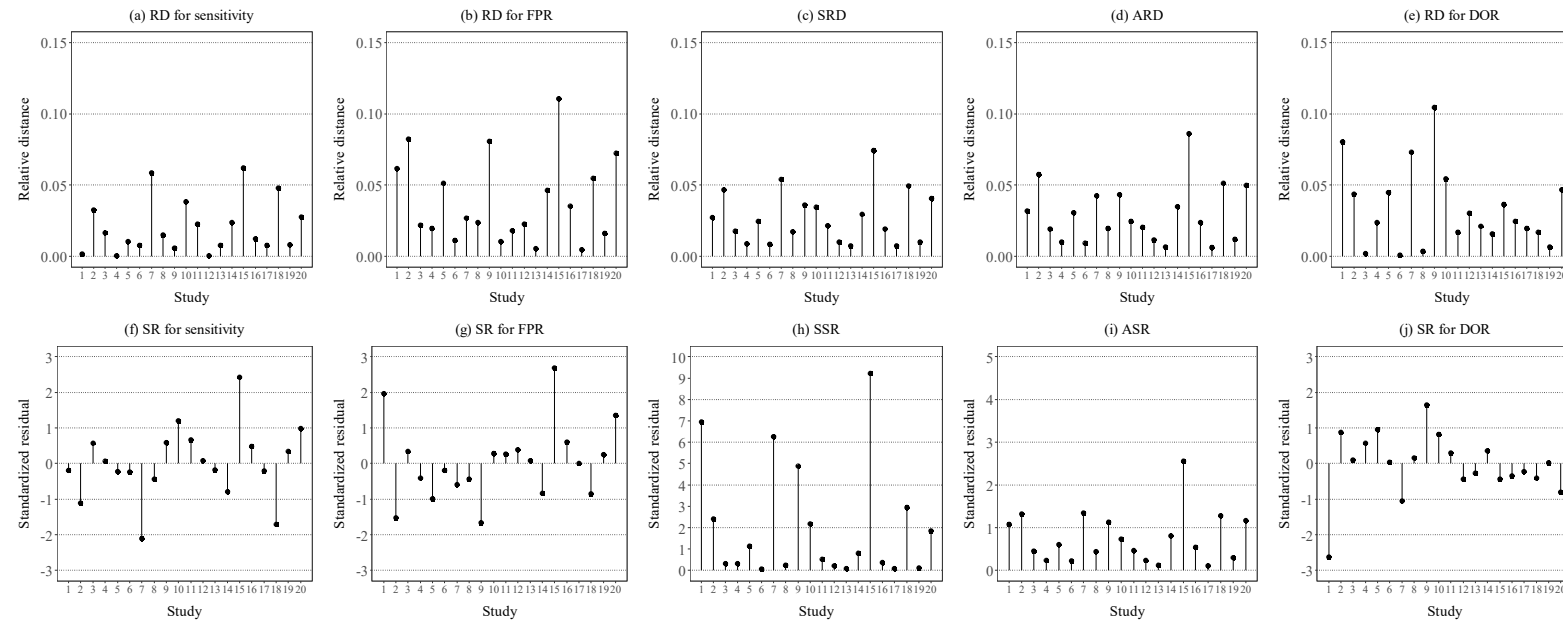 (a) RD for sensitivity
(b) RD for FPR
(c) SRD
(d) ARD
(e) RD for DOR
0.15
0.10
0.05
0.00
Relative distance
1 2 3 4 5 6 7 8 9 10 11 12 13 14 15 16 17 18 19 20
Study
0.15
0.10
0.05
0.00
Relative distance
1 2 3 4 5 6 7 8 9 10 11 12 13 14 15 16 17 18 19 20
Study
0.15
0.10
0.05
0.00
Relative distance
1 2 3 4 5 6 7 8 9 10 11 12 13 14 15 16 17 18 19 20
Study
0.15
0.10
0.05
0.00
Relative distance
1 2 3 4 5 6 7 8 9 10 11 12 13 14 15 16 17 18 19 20
Study
0.15
0.10
0.05
0.00
Relative distance
1 2 3 4 5 6 7 8 9 10 11 12 13 14 15 16 17 18 19 20
Study
(f) SR for sensitivity
(g) SR for FPR
(h) SSR
(i) ASR
(j) SR for DOR
3
2
1
0
-1
-2
-3
Standardized residual
1 2 3 4 5 6 7 8 9 10 11 12 13 14 15 16 17 18 19 20
Study
3
2
1
0
-1
-2
-3
Standardized residual
1 2 3 4 5 6 7 8 9 10 11 12 13 14 15 16 17 18 19 20
Study
10
9
8
7
6
5
4
3
2
1
0
Standardized residual
1 2 3 4 5 6 7 8 9 10 11 12 13 14 15 16 17 18 19 20
Study
5
4
3
2
1
0
Standardized residual
1 2 3 4 5 6 7 8 9 10 11 12 13 14 15 16 17 18 19 20
Study
3
2
1
0
-1
-2
-3
Standardized residual
1 2 3 4 5 6 7 8 9 10 11 12 13 14 15 16 17 18 19 20
Study